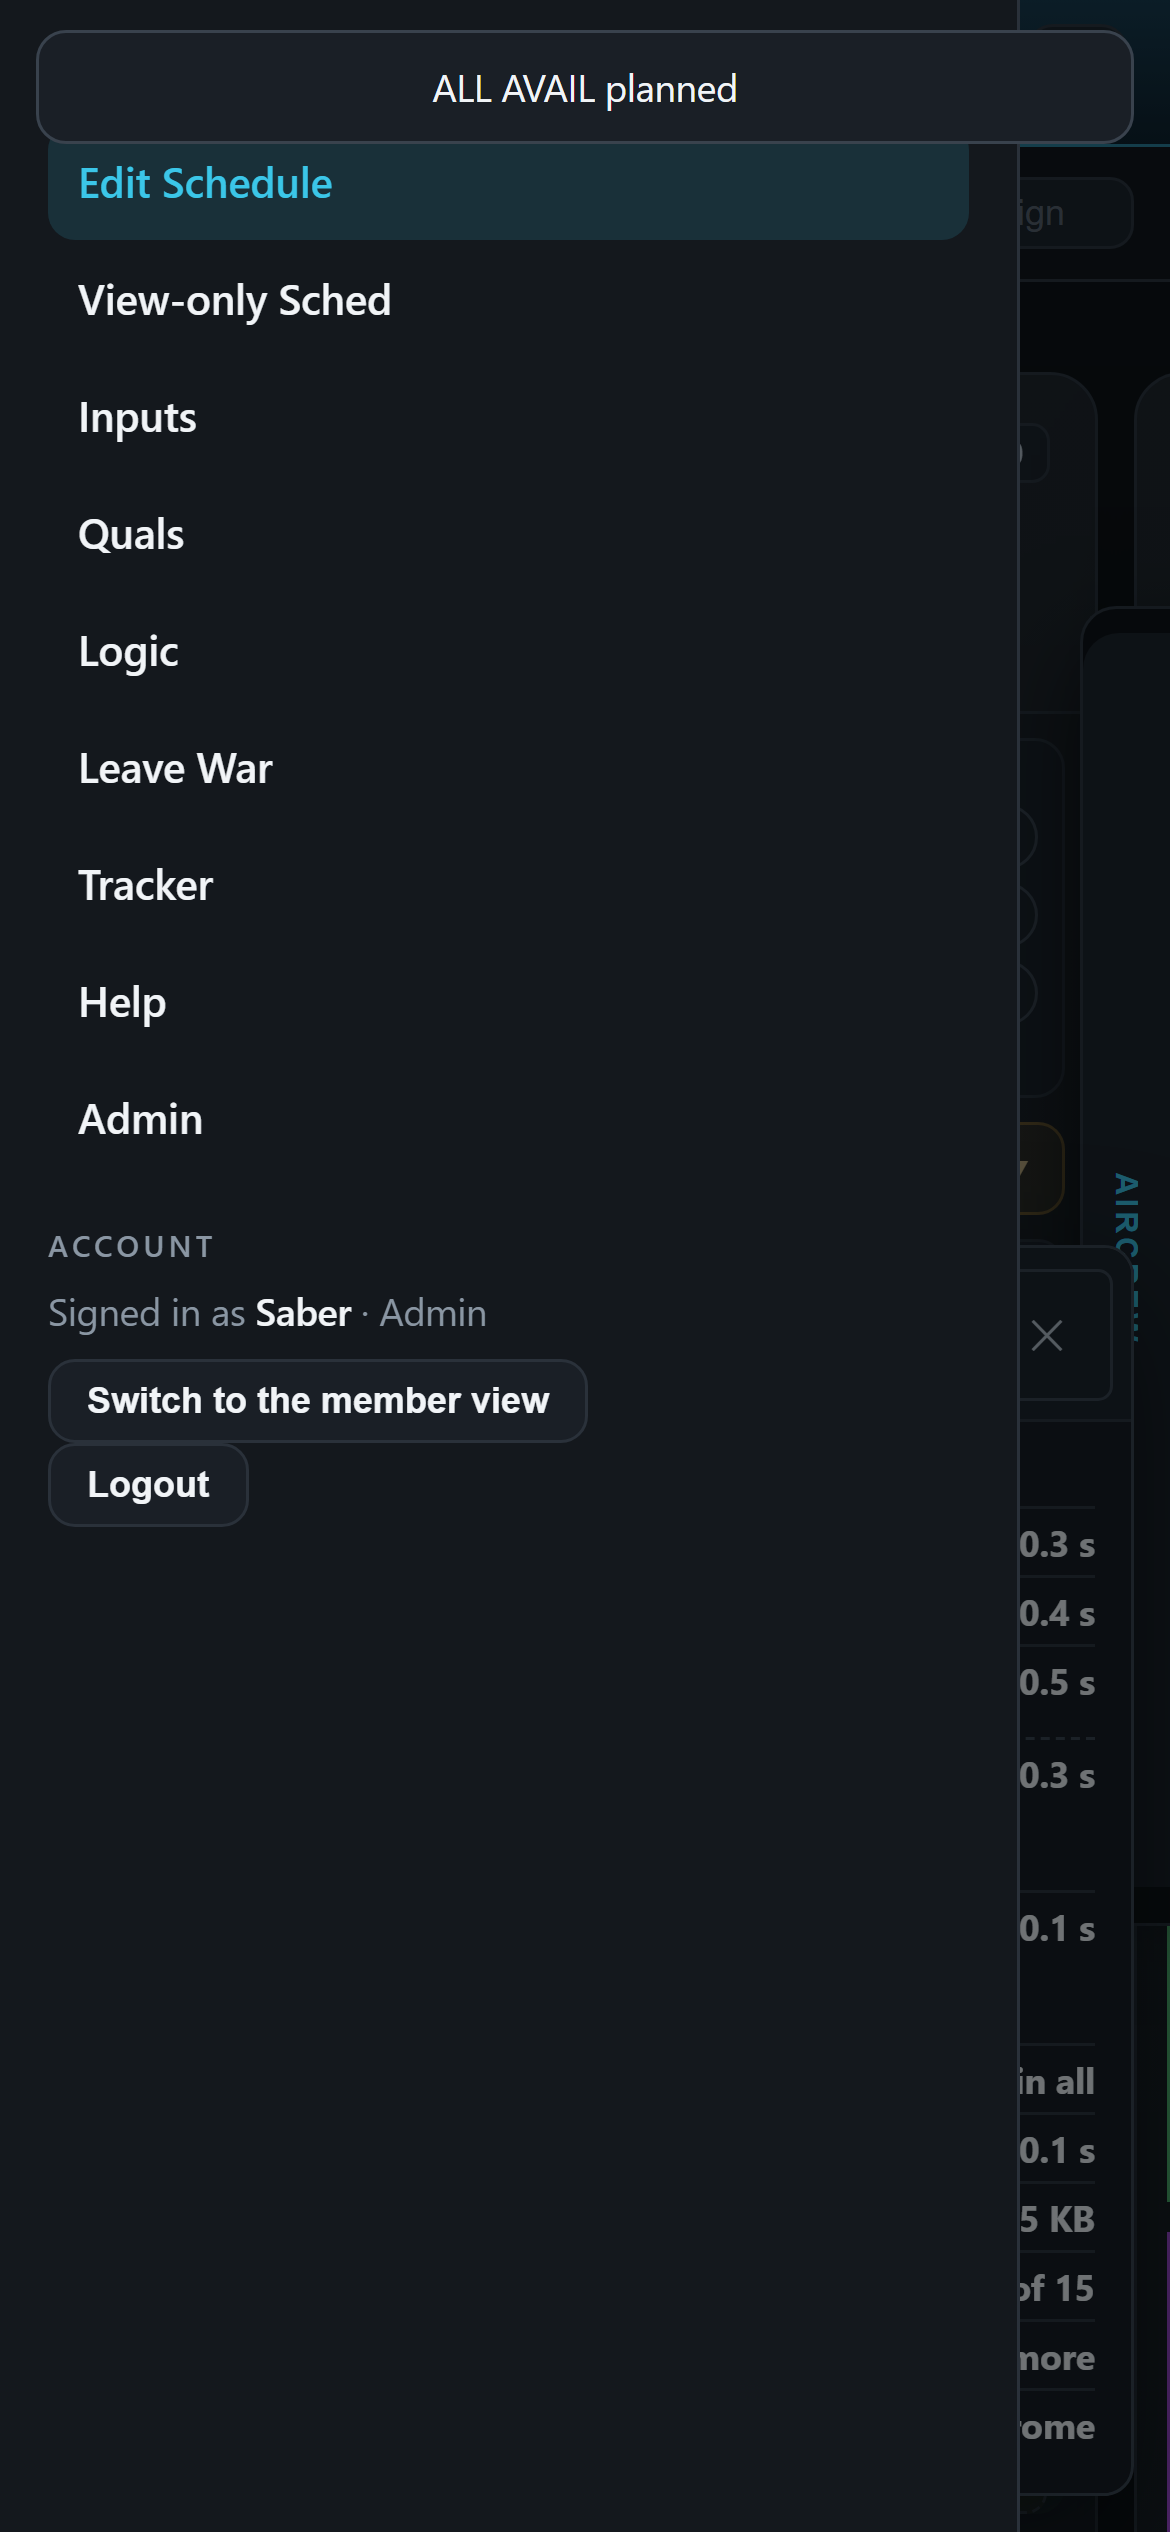 ALL AVAIL planned
Edit Schedule
View-only Sched
Inputs
Quals
Logic
Leave War
Tracker
Help
Admin
ACCOUNT
Signed in as Saber · Admin
Switch to the member view
Logout
ign
0.3 s
0.4 s
0.5 s
0.3 s
0.1 s
in all
0.1 s
5 KB
of 15
more
ome